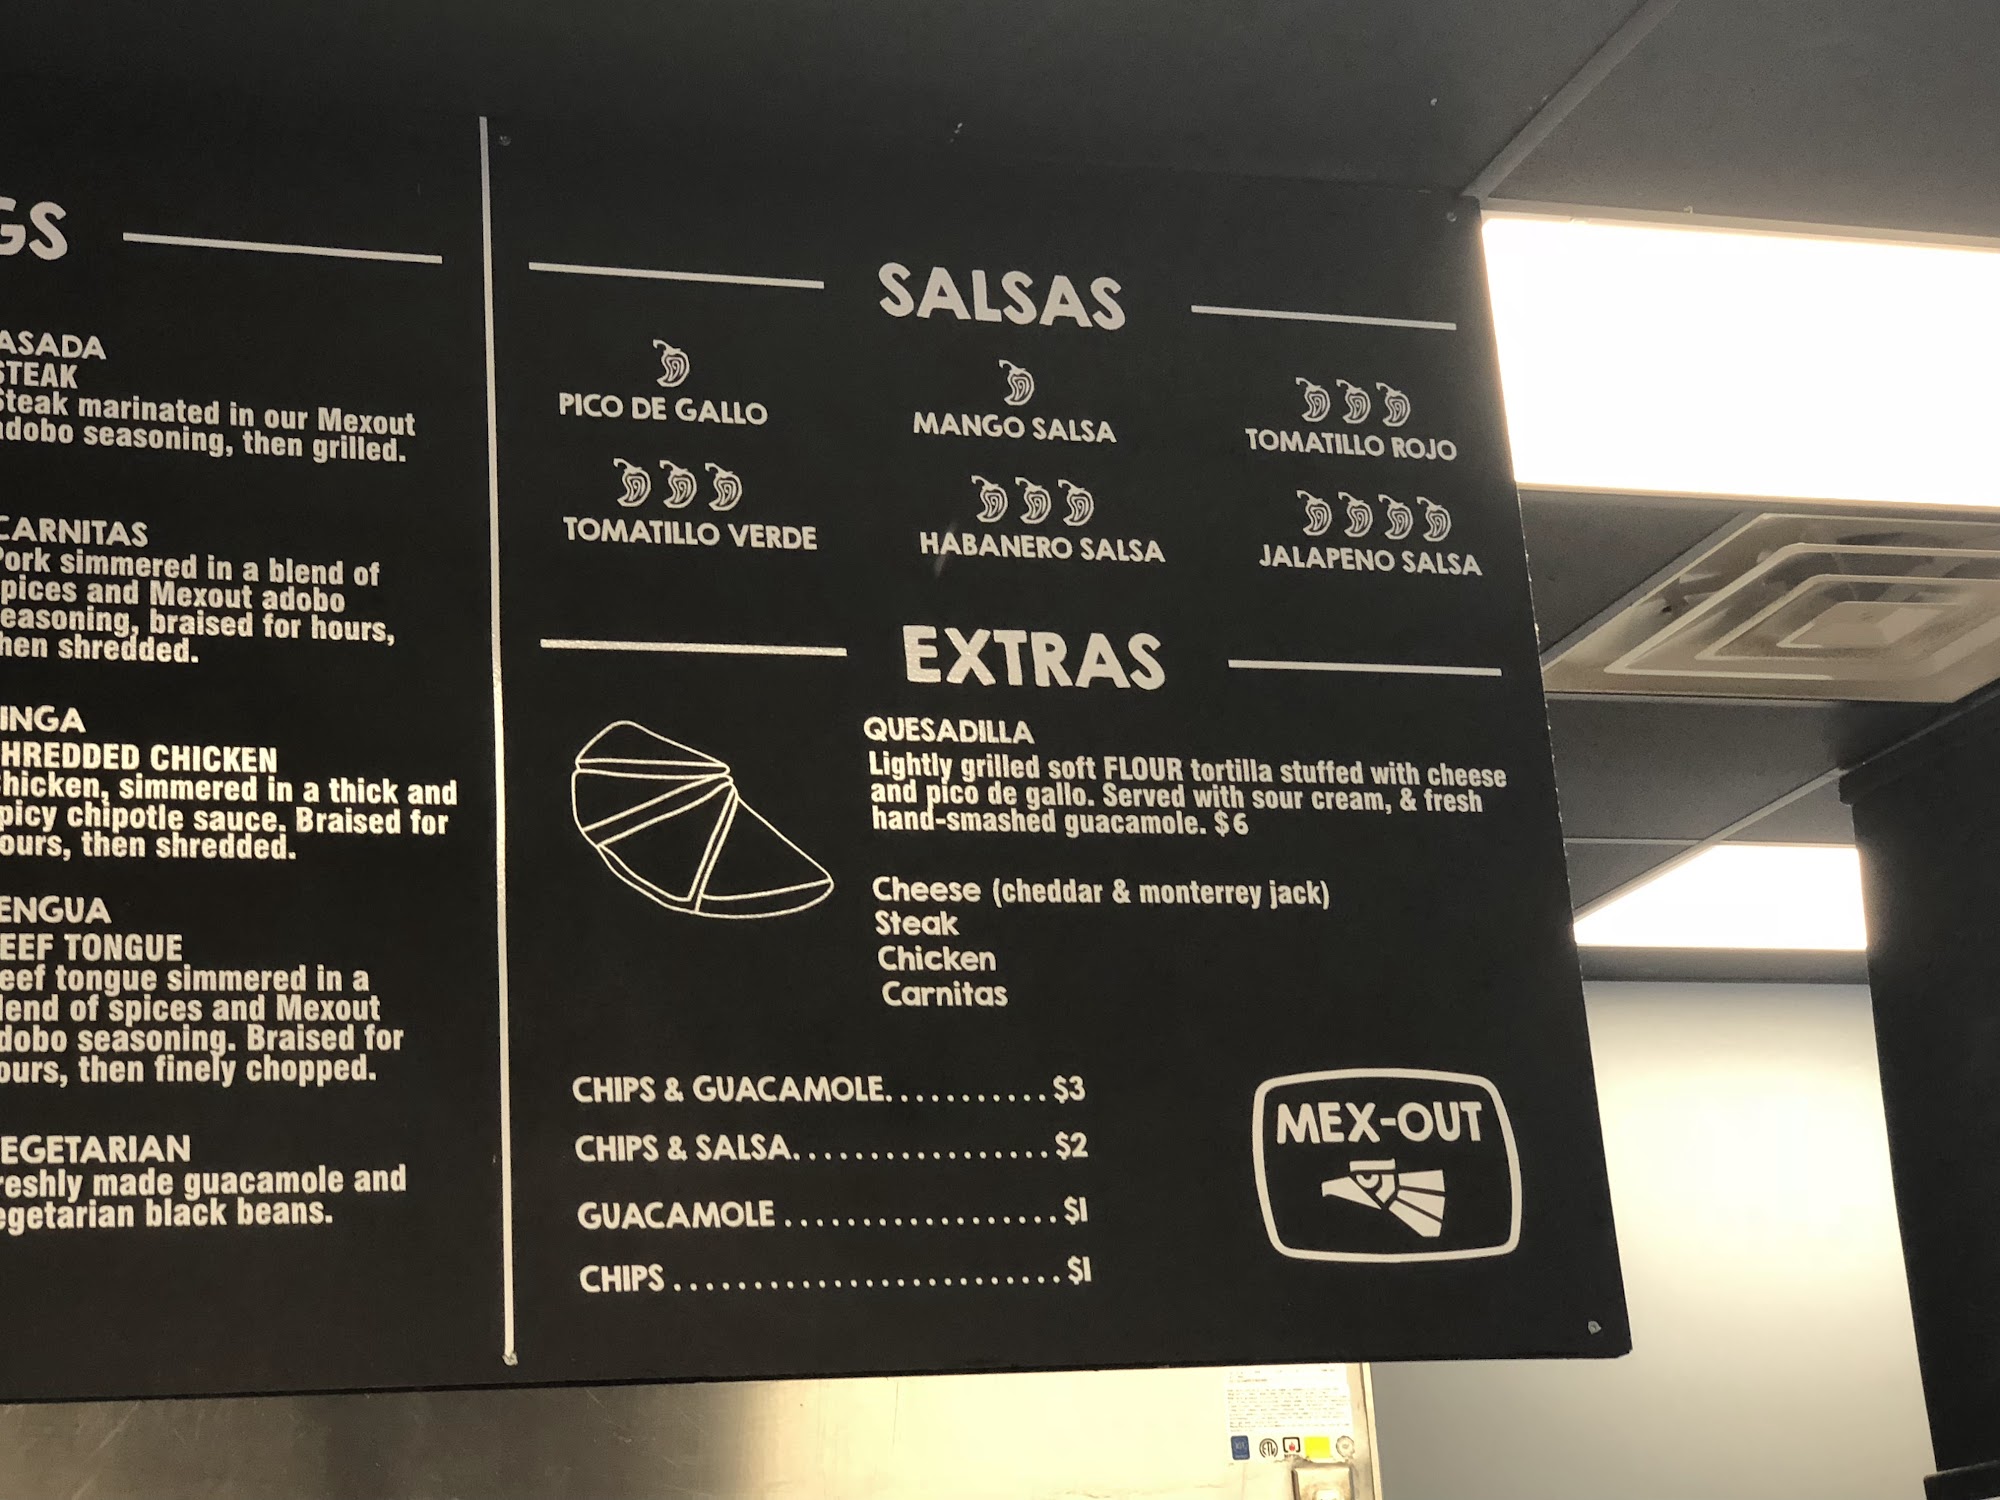 GS
ASADA
STEAK
Steak marinated in our Mexout
adobo seasoning, then grilled.
CARNITAS
Pork simmered in a blend of
spices and Mexout adobo
seasoning, braised for hours,
then shredded.
INGA
HREDDED CHICKEN
hicken, simmered in a thick and
picy chipotle sauce. Braised for
ours, then shredded.
ENGUA
EEF TONGUE
eef tongue simmered in a
lend of spices and Mexout
dobo seasoning. Braised for
ours, then finely chopped.
EGETARIAN
reshly made guacamole and
egetarian black beans.
SALSAS
PICO DE GALLO
MANGO SALSA
TOMATILLO ROJO
TOMATILLO VERDE
HABANERO SALSA
JALAPENO SALSA
EXTRAS
QUESADILLA
Lightly grilled soft FLOUR tortilla stuffed with cheese
and pico de gallo. Served with sour cream, & fresh
hand-smashed guacamole. $6
Cheese (cheddar & monterrey jack)
Steak
Chicken
Carnitas
CHIPS & GUACAMOLE...........$3
CHIPS & SALSA.................$2
GUACAMOLE..................$1
CHIPS.........................$1
MEX-OUT